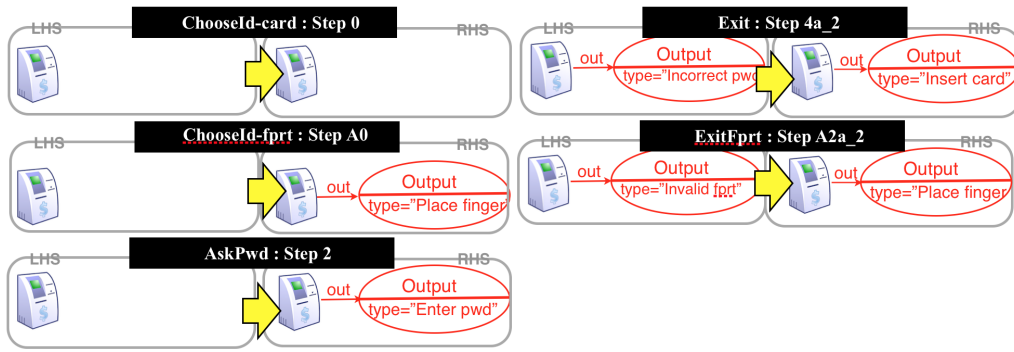 ChooseId-card : Step 0
LHS
RHS
ChooseId-fprt : Step A0
LHS
RHS
out
Output
type="Place finger
AskPwd : Step 2
LHS
RHS
out
Output
type="Enter pwd"
Exit : Step 4a_2
LHS
RHS
out
Output
type="Incorrect pwd
out
Output
type="Insert card"
ExitFprt : Step A2a_2
LHS
RHS
out
Output
type="Invalid fprt"
out
Output
type="Place finger